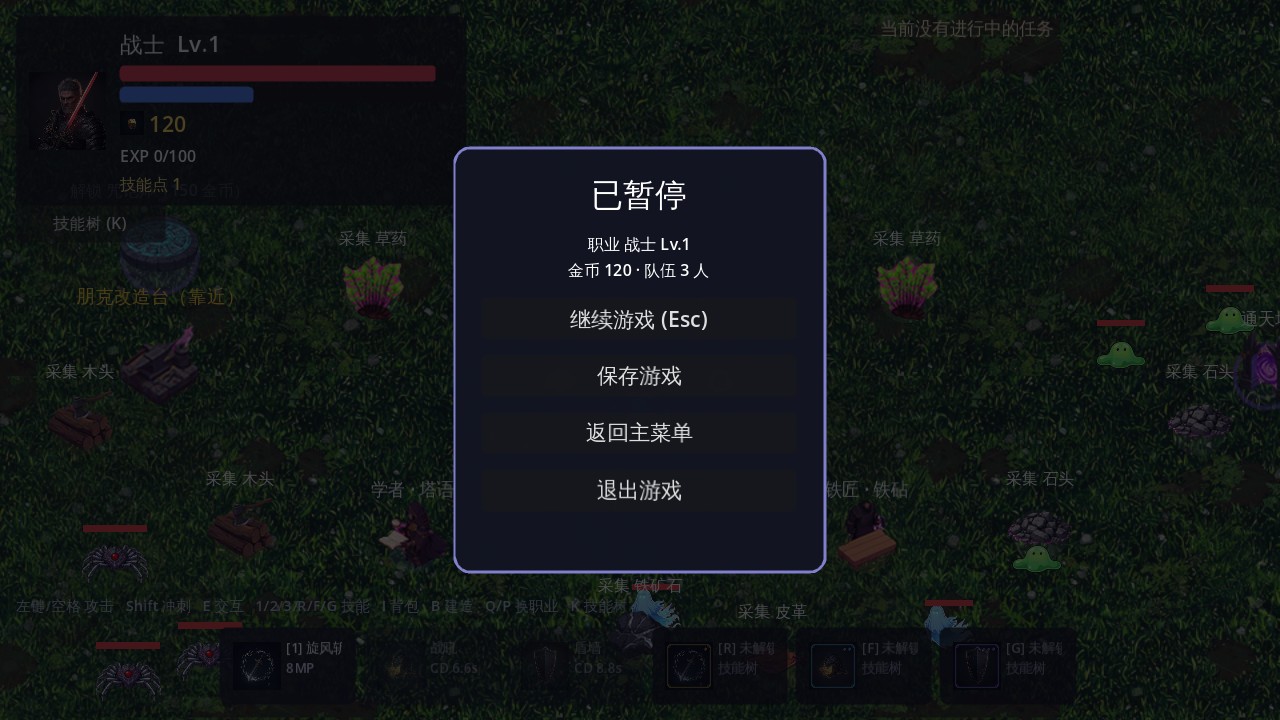 战士 Lv.1
120
EXP 0/100
技能点 1
技能树 (K)
当前没有进行中的任务
已暂停
职业 战士 Lv.1
金币 120 · 队伍 3 人
继续游戏 (Esc)
保存游戏
返回主菜单
退出游戏
采集 草药
采集 草药
朋克改造台（靠近）
采集 木头
采集 石头
采集 木头
学者 · 塔语
铁匠 · 铁砧
采集 石头
采集 铁矿石
采集 皮革
左键/空格 攻击 Shift 冲刺 E 交互 1/2/3/R/F/G 技能 I 背包 B 建造 Q/P 换职业 K 技能树
[1] 旋风
8MP
CD 6.6s
盾墙
CD 8.8s
[R] 未解
技能树
[F] 未解
技能树
[G] 未解
技能树